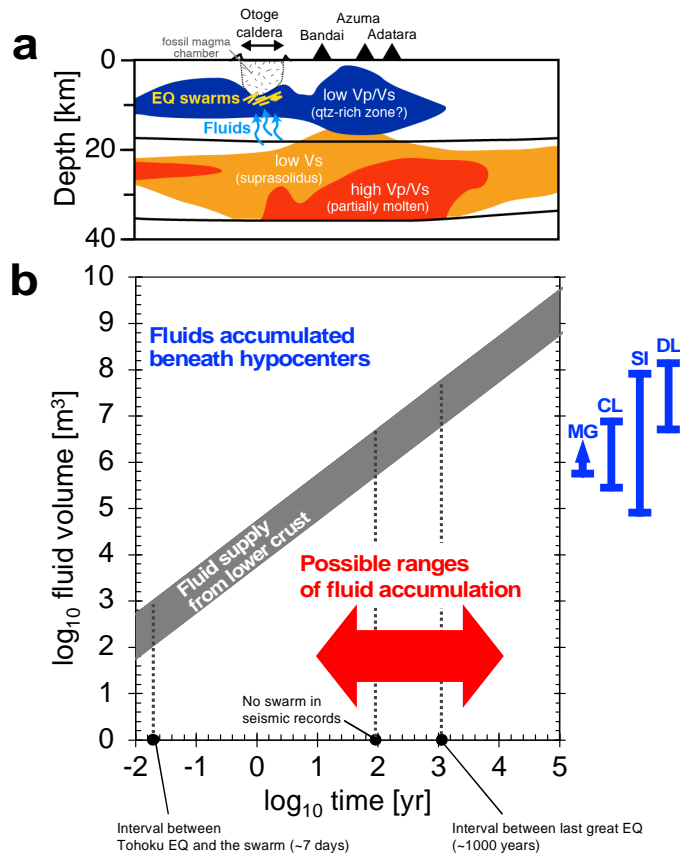 a
Otoge
caldera
fossil magma
chamber
Bandai
Azuma
Adatara
0
10
20
30
40
Depth [km]
EQ swarms
Fluids
low Vp/Vs
(qtz-rich zone?)
low Vs
(suprasolidus)
high Vp/Vs
(partially molten)
b
10
9
8
7
6
5
4
3
2
1
0
log10 fluid volume [m³]
Fluids accumulated
beneath hypocenters
Fluid supply
from lower crust
Possible ranges
of fluid accumulation
No swarm in
seismic records
MG
CL
SI
DL
-2 -1 0 1 2 3 4 5
log10 time [yr]
Interval between
Tohoku EQ and the swarm (~7 days)
Interval between last great EQ
(~1000 years)